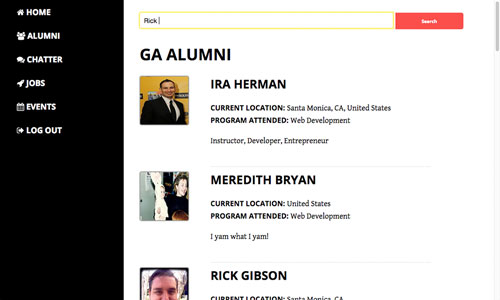 HOME
ALUMNI
CHATTER
JOBS
EVENTS
LOG OUT
Rick
Search
GA ALUMNI
IRA HERMAN
CURRENT LOCATION: Santa Monica, CA, United States
PROGRAM ATTENDED: Web Development
Instructor, Developer, Entrepreneur
MEREDITH BRYAN
CURRENT LOCATION: United States
PROGRAM ATTENDED: Web Development
I yam what I yam!
RICK GIBSON
CURRENT LOCATION: Santa Monica, CA